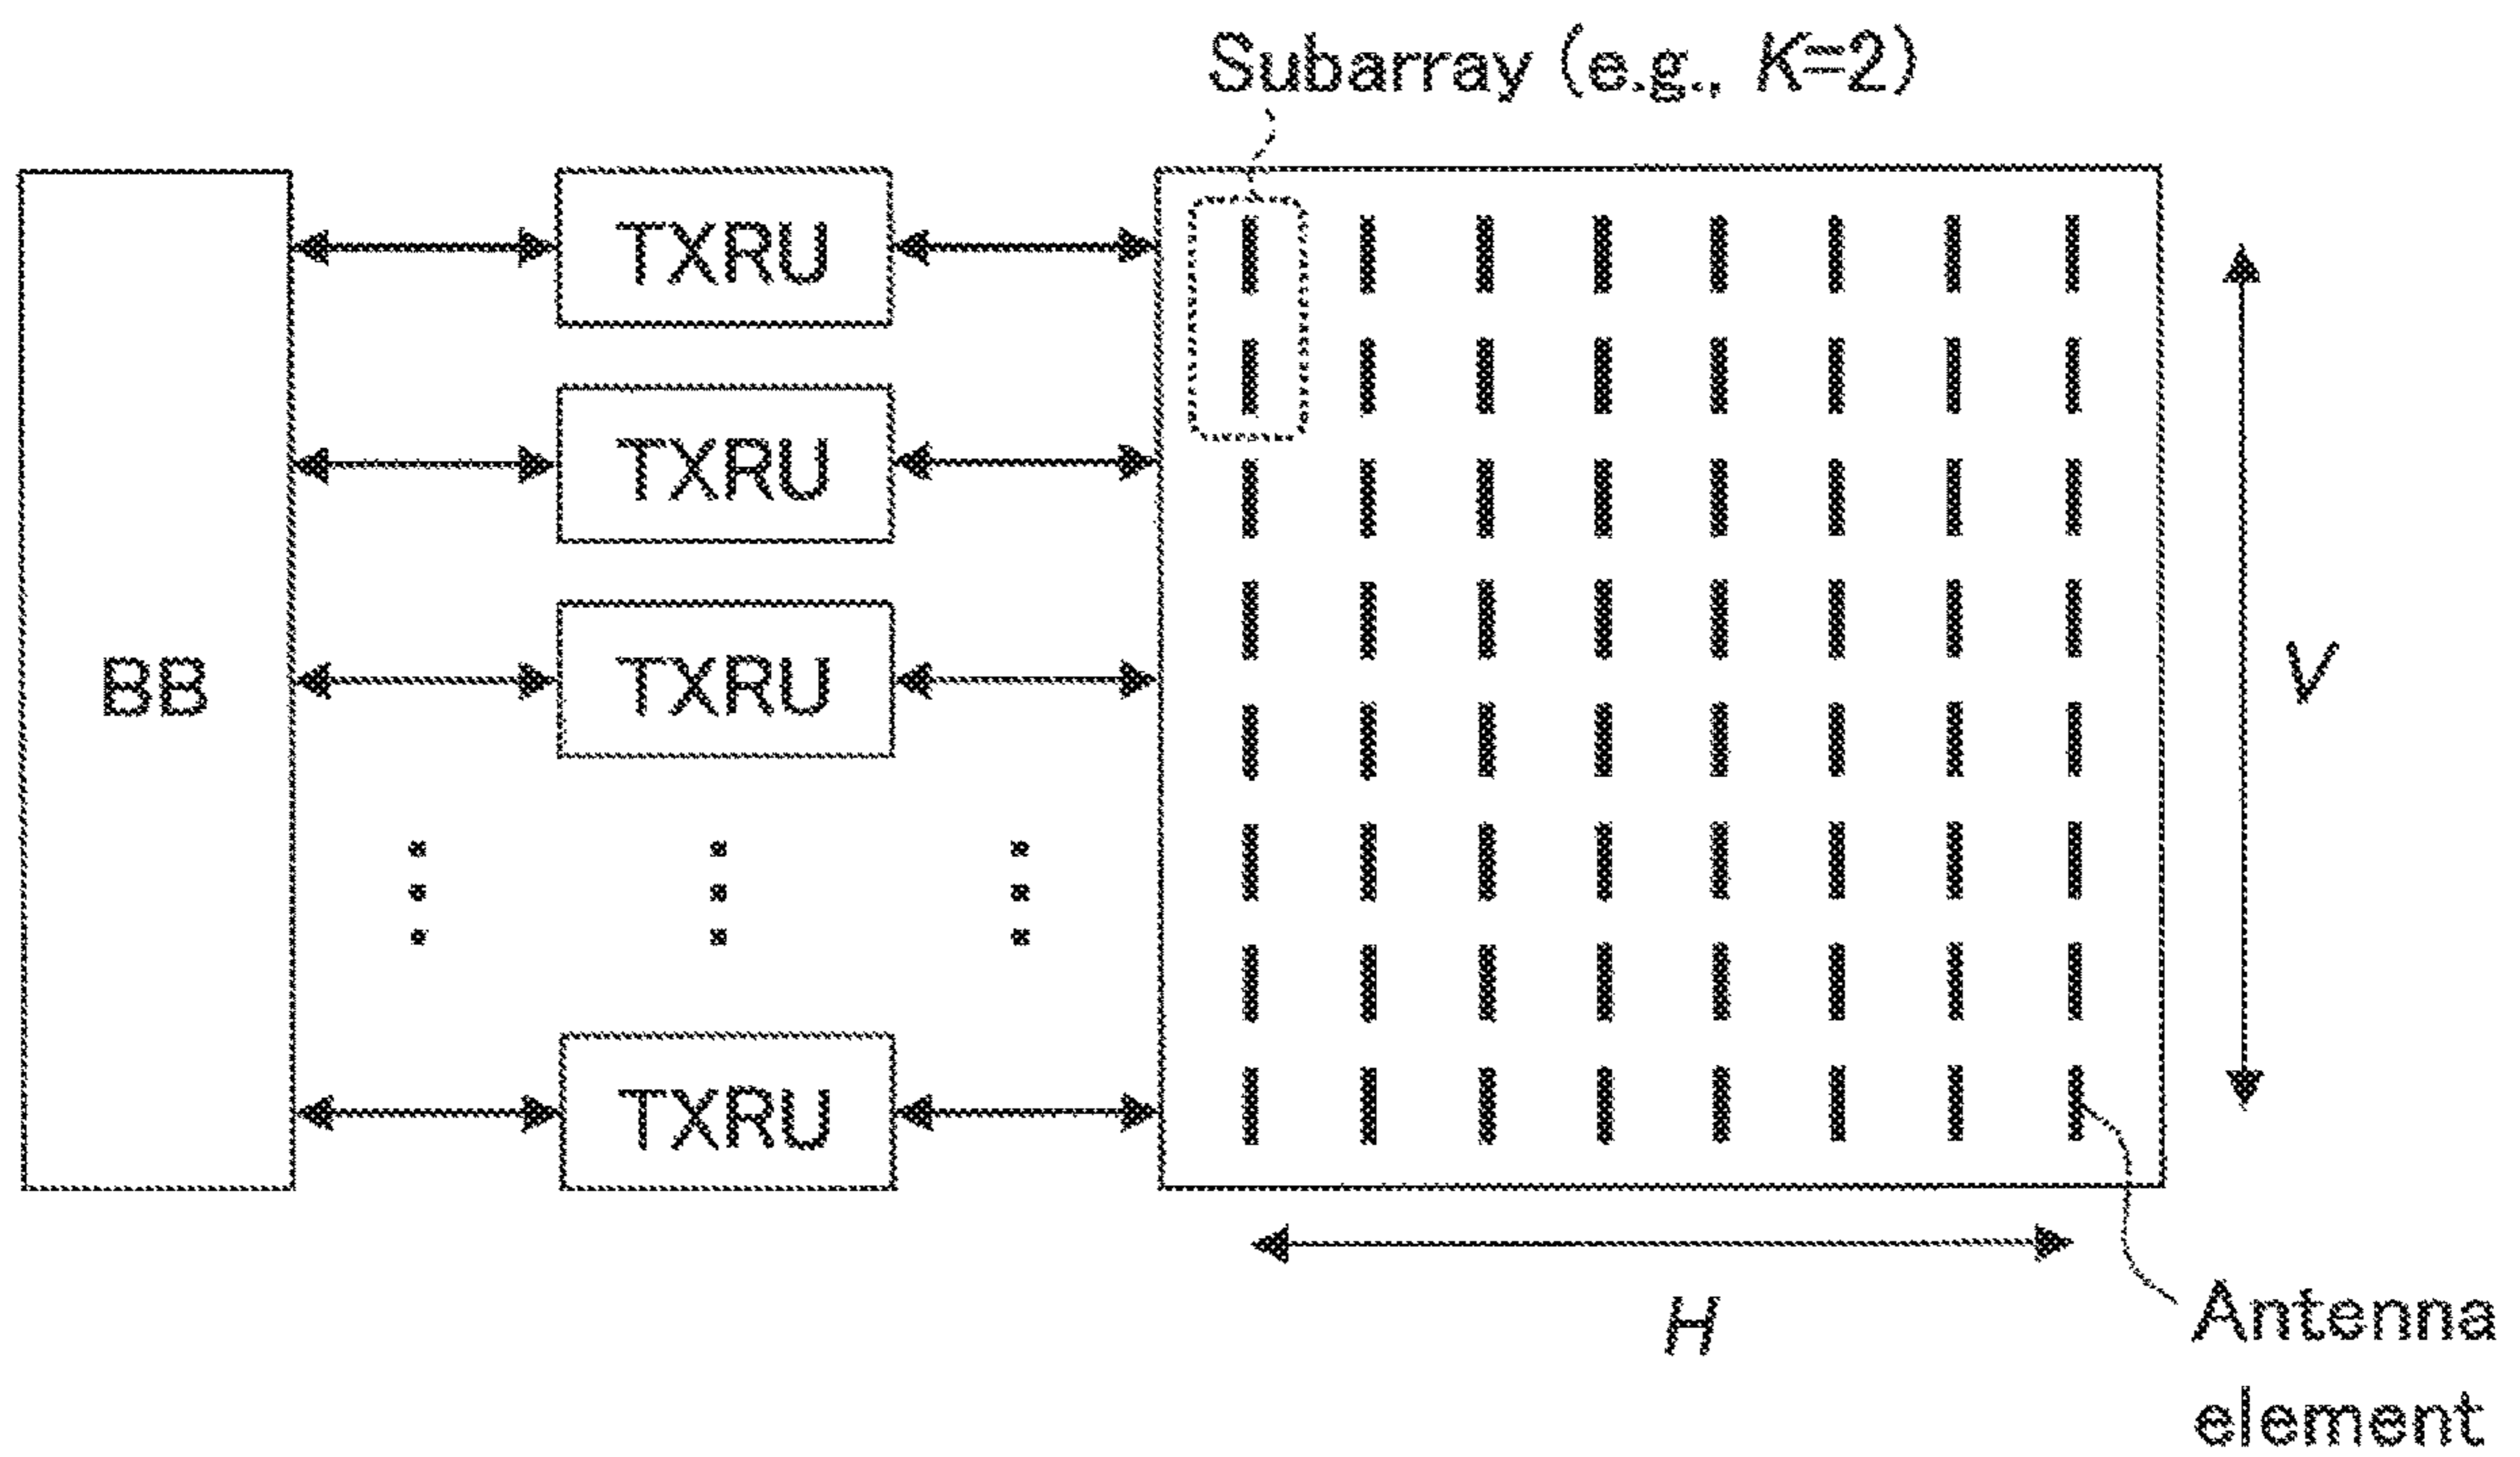 Subarray (e.g., K=2)
TXRU
TXRU
BB
TXRU
V
TXRU
H
Antenna
element